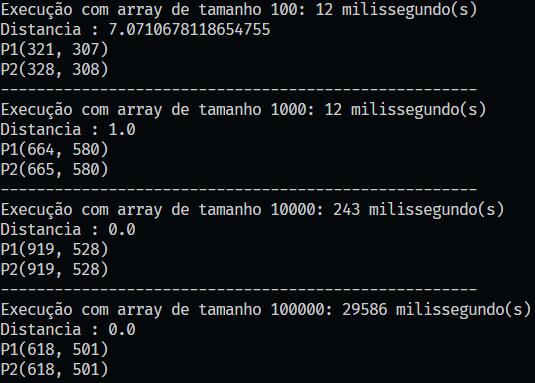 Execução com array de tamanho 100: 12 milissegundo(s)
Distancia : 7.0710678118654755
P1(321, 307)
P2(328, 308)
-----------------------------------------------------
Execução com array de tamanho 1000: 12 milissegundo(s)
Distancia : 1.0
P1(664, 580)
P2(665, 580)
-----------------------------------------------------
Execução com array de tamanho 10000: 243 milissegundo(s)
Distancia : 0.0
P1(919, 528)
P2(919, 528)
-----------------------------------------------------
Execução com array de tamanho 100000: 29586 milissegundo(s)
Distancia : 0.0
P1(618, 501)
P2(618, 501)